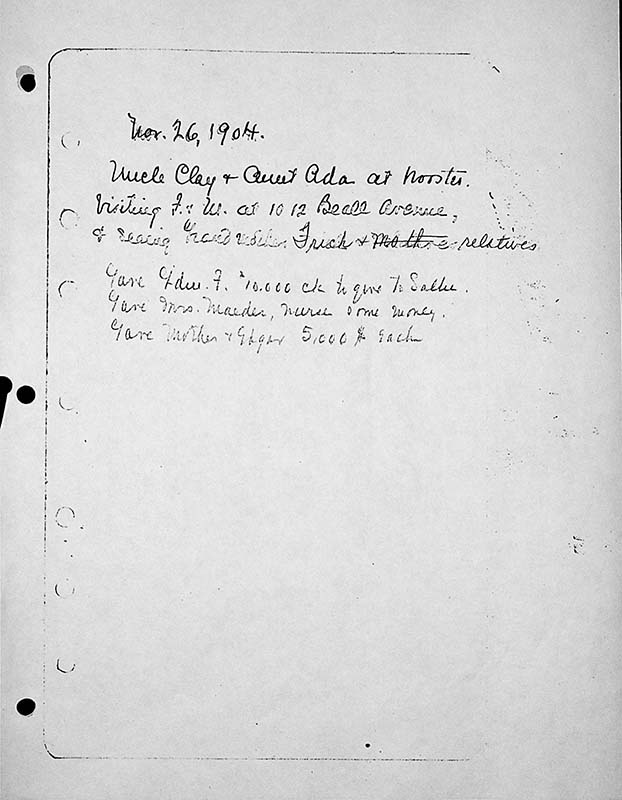 Nov. 26, 1904.
Uncle Clay & Aunt Ada at Wooster.
Visiting F. & M. at 1012 Beall Avenue,
& seeing Grandmother Frick & relatives
Gave Edw. F. $10.000 ck to give to Sallie.
Gave Mrs. Maeder, nurse some money.
Gave Mother & Edgar 5,000 $ each